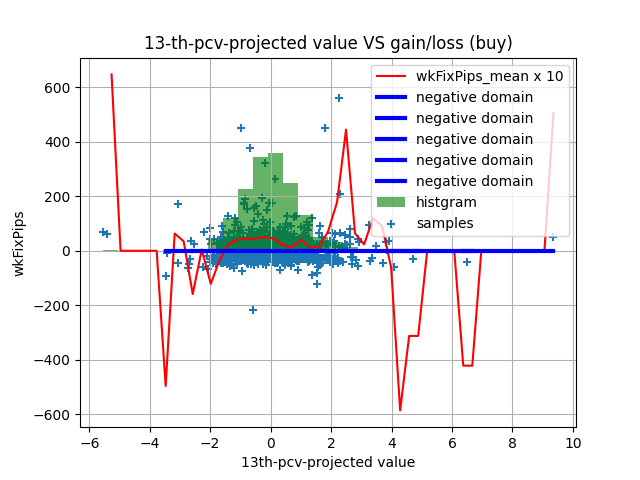 13-th-pcv-projected value VS gain/loss (buy)
wkFixPips_mean x 10
negative domain
negative domain
negative domain
negative domain
negative domain
histgram
samples
wkFixPips
600
400
200
0
−200
−400
−600
−6 −4 −2 0 2 4 6 8 10
13th-pcv-projected value